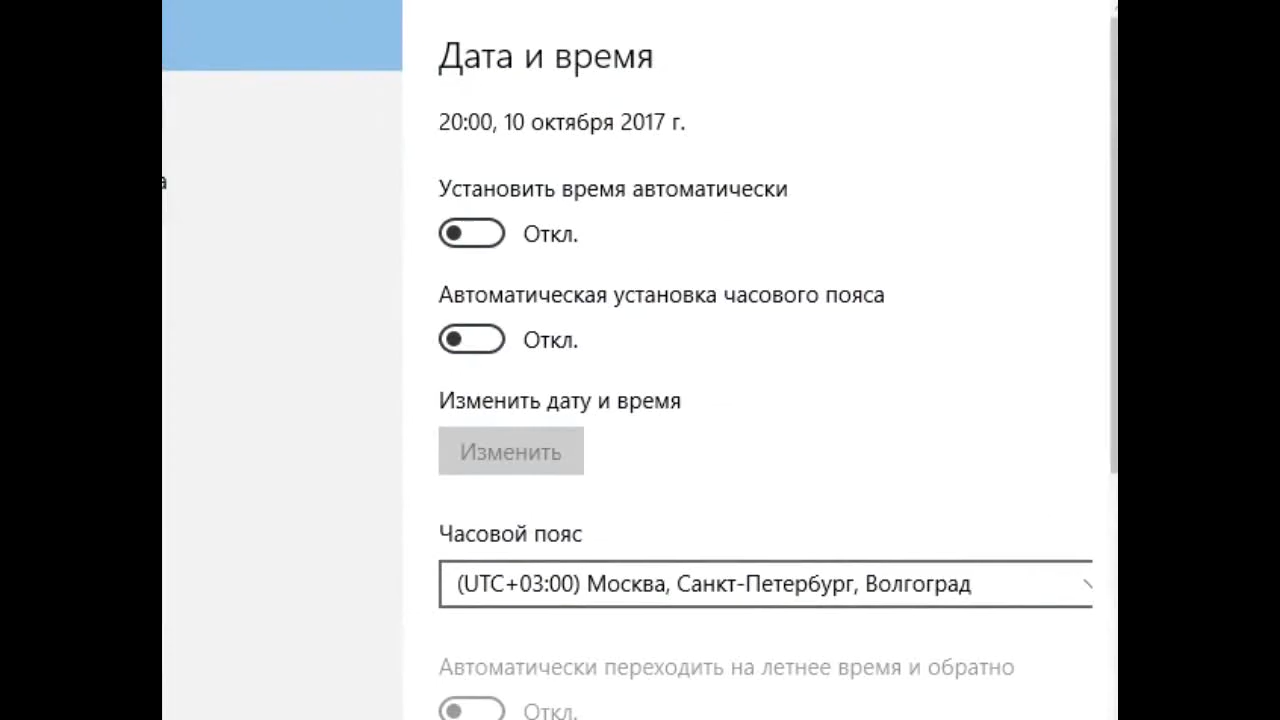 Дата и время
20:00, 10 октября 2017 г.
а
Установить время автоматически
Откл.
Автоматическая установка часового пояса
Откл.
Изменить дату и время
Изменить
Часовой пояс
(UTC+03:00) Москва, Санкт-Петербург, Волгоград
Автоматически переходить на летнее время и обратно
Откл.